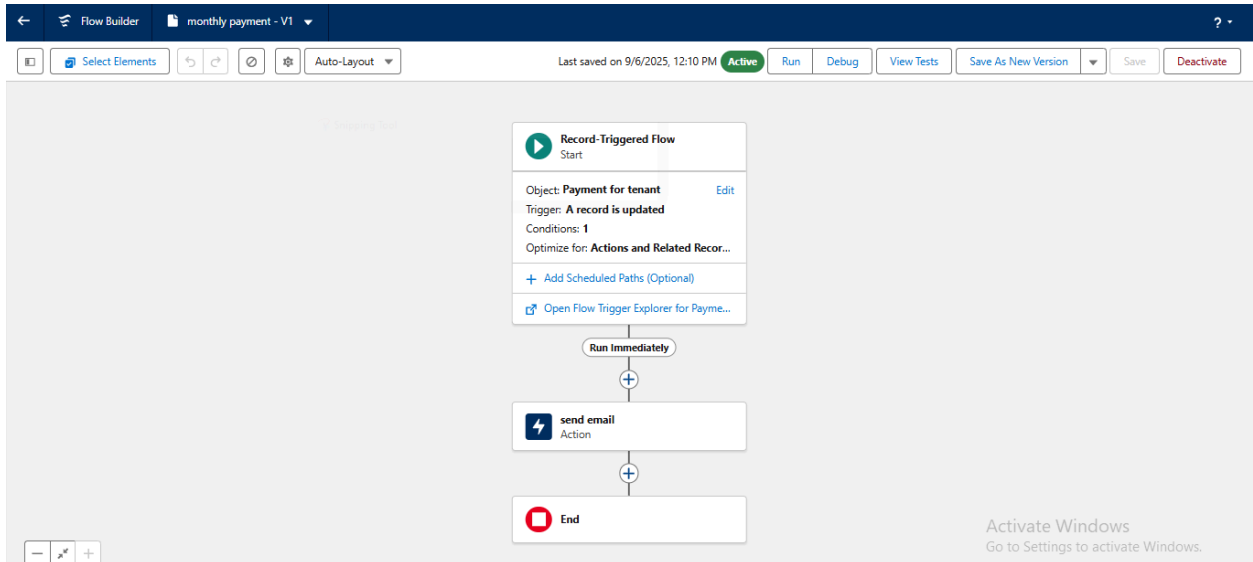 Flow Builder
monthly payment - V1
?
Select Elements
Auto-Layout
Last saved on 9/6/2025, 12:10 PM
Active
Run
Debug
View Tests
Save As New Version
Save
Deactivate
Record-Triggered Flow
Start
Object: Payment for tenant
Edit
Trigger: A record is updated
Conditions: 1
Optimize for: Actions and Related Recor...
+ Add Scheduled Paths (Optional)
Open Flow Trigger Explorer for Payme...
Run Immediately
send email
Action
End
Activate Windows
Go to Settings to activate Windows.